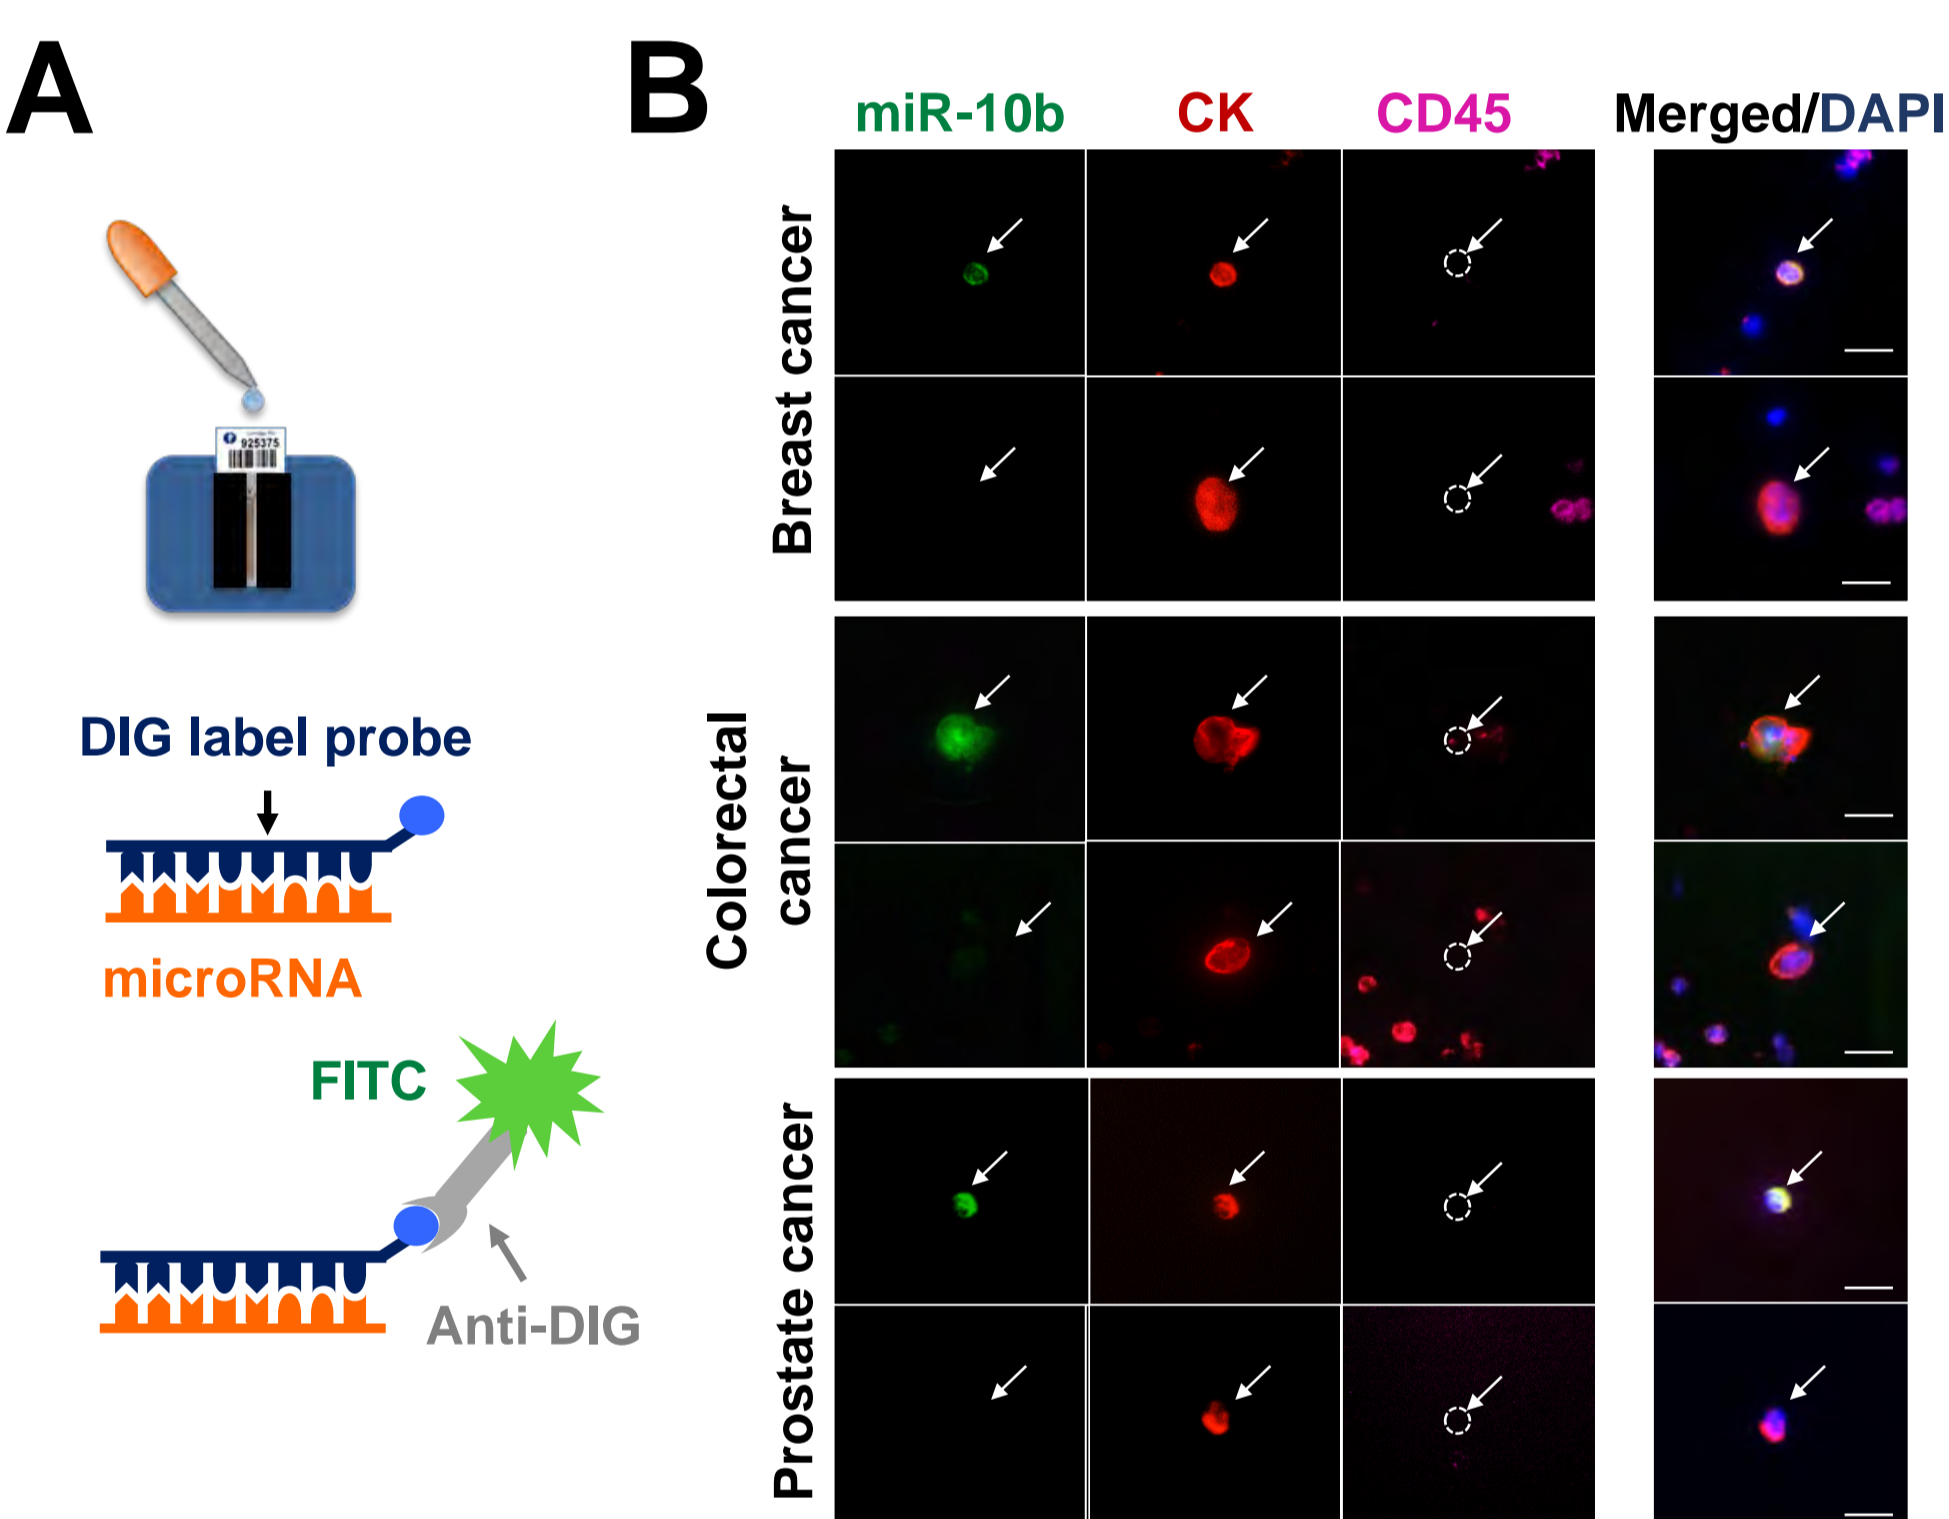 A
925375
DIG label probe
microRNA
FITC
Anti-DIG
B
miR-10b
CK
CD45
Merged/DAPI
Breast cancer
Colorectal
cancer
Prostate cancer